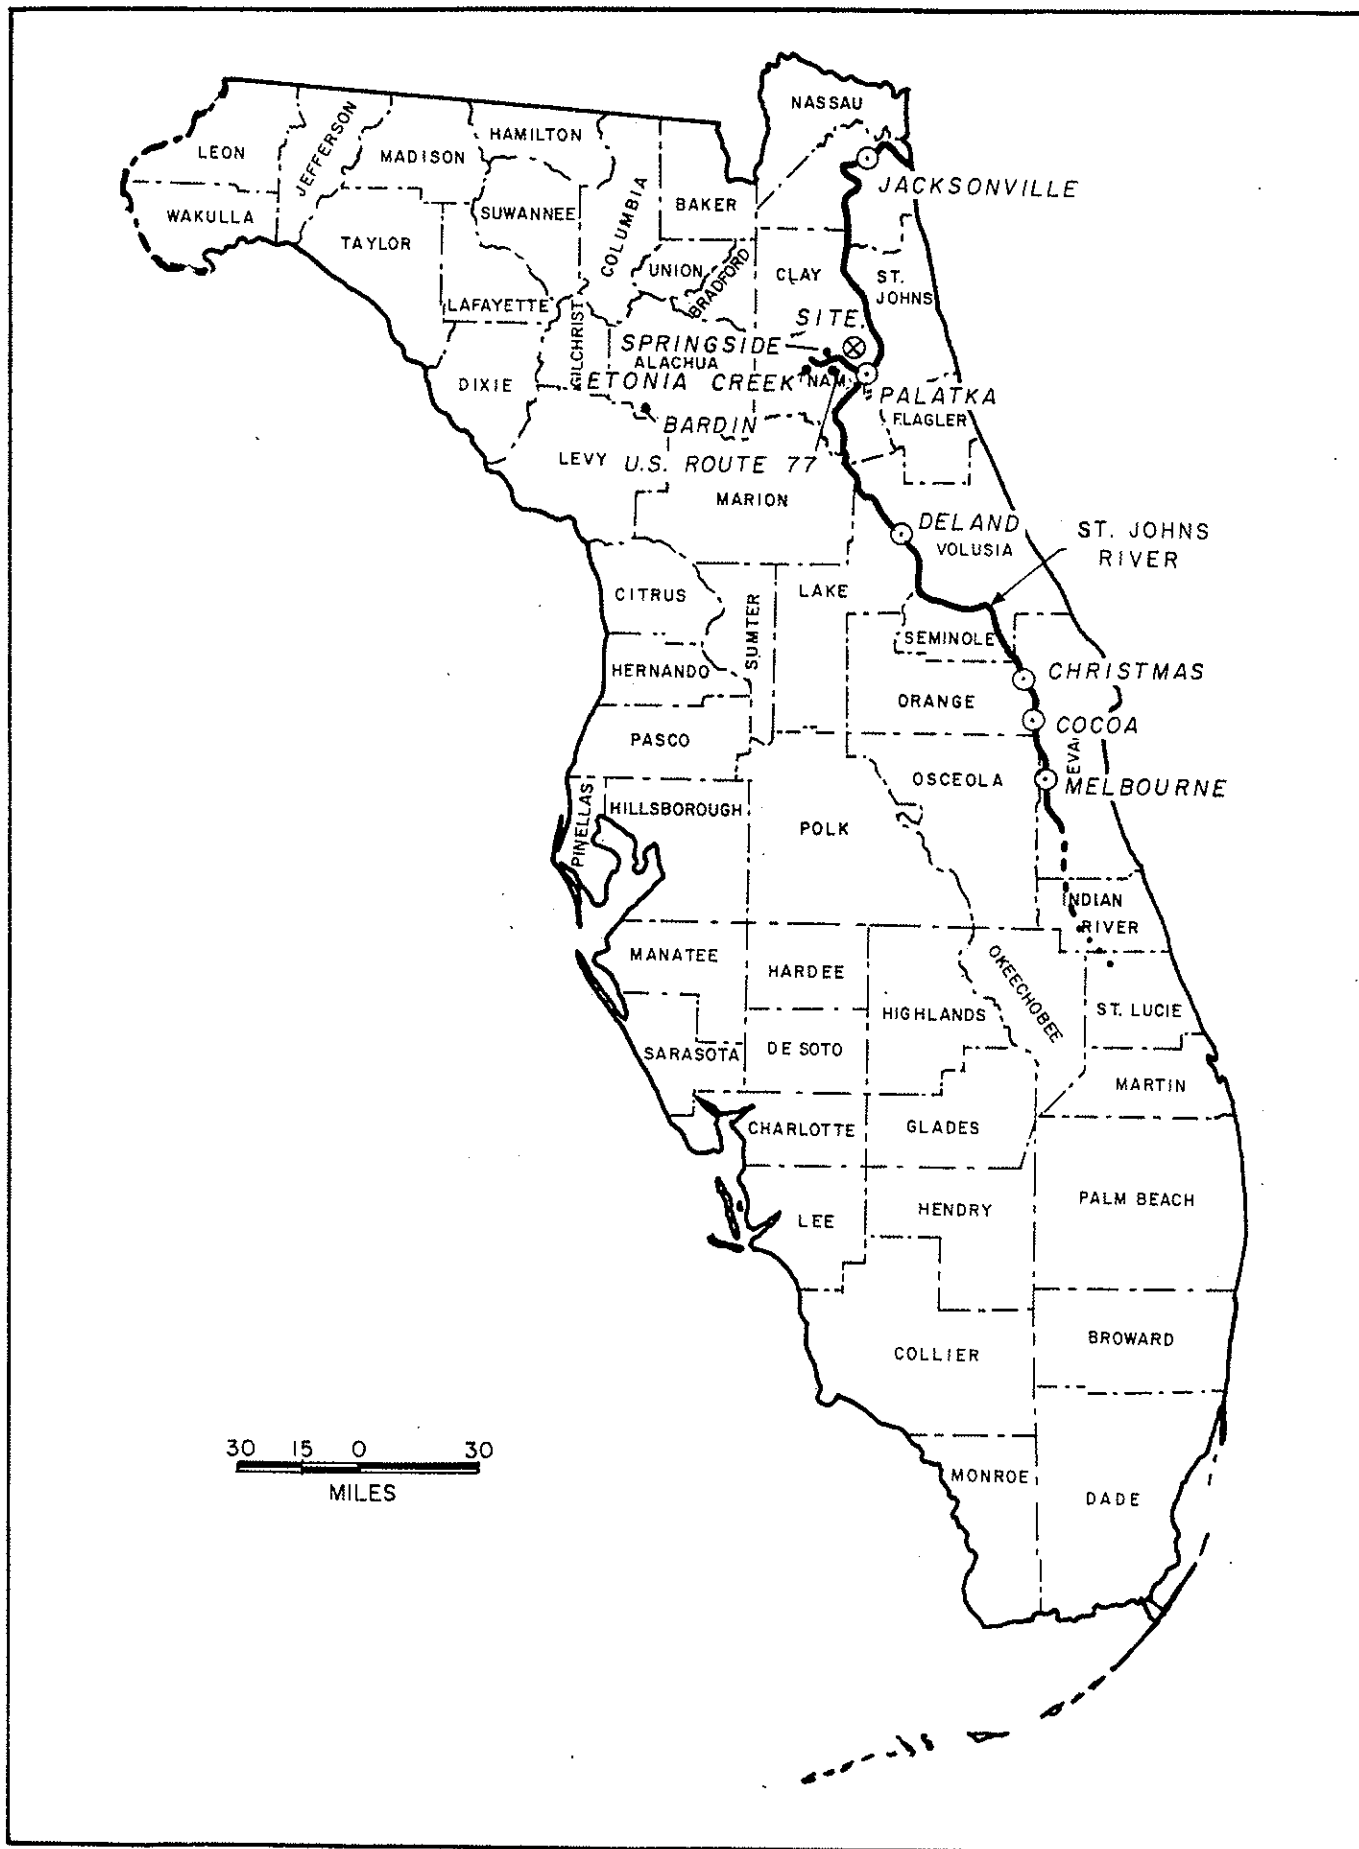 NASSAU
HAMILTON
JEFFERSON
LEON
MADISON
JACKSONVILLE
COLUMBIA
BAKER
WAKULLA
SUWANNEE
TAYLOR
UNION
BRADFORD
CLAY
ST.
JOHNS
LAFAYETTE
GILCHRIST
SITE
SPRINGSIDE
ALACHUA
DIXIE
ETONIA CREEK
NAM
PALATKA
FLAGLER
BARDIN
LEVY
U.S. ROUTE 77
MARION
DELAND
VOLUSIA
ST. JOHNS
RIVER
CITRUS
LAKE
SUMTER
SEMINOLE
HERNANDO
CHRISTMAS
ORANGE
COCOA
PASCO
EVA
OSCEOLA
MELBOURNE
PINELLAS
HILLSBOROUGH
POLK
INDIAN
RIVER
MANATEE
HARDEE
OKEECHOBEE
HIGHLANDS
ST. LUCIE
SARASOTA
DE SOTO
MARTIN
CHARLOTTE
GLADES
LEE
HENDRY
PALM BEACH
COLLIER
BROWARD
30 15 0 30
MILES
MONROE
DADE